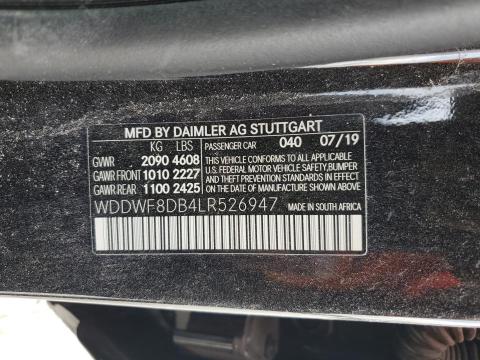 MFD BY DAIMLER AG STUTTGART
KG LBS PASSENGER CAR 040 07/19
GVWR 2090 4608 THIS VEHICLE CONFORMS TO ALL APPLICABLE
GAWR FRONT 1010 2227 U.S. FEDERAL MOTOR VEHICLE SAFETY,BUMPER
GAWR REAR 1100 2425 AND THEFT PREVENTION STANDARDS IN EFFECT ON THE DATE OF MANUFACTURE SHOWN ABOVE.
WDDWF8DB4LR526947 MADE IN SOUTH AFRICA